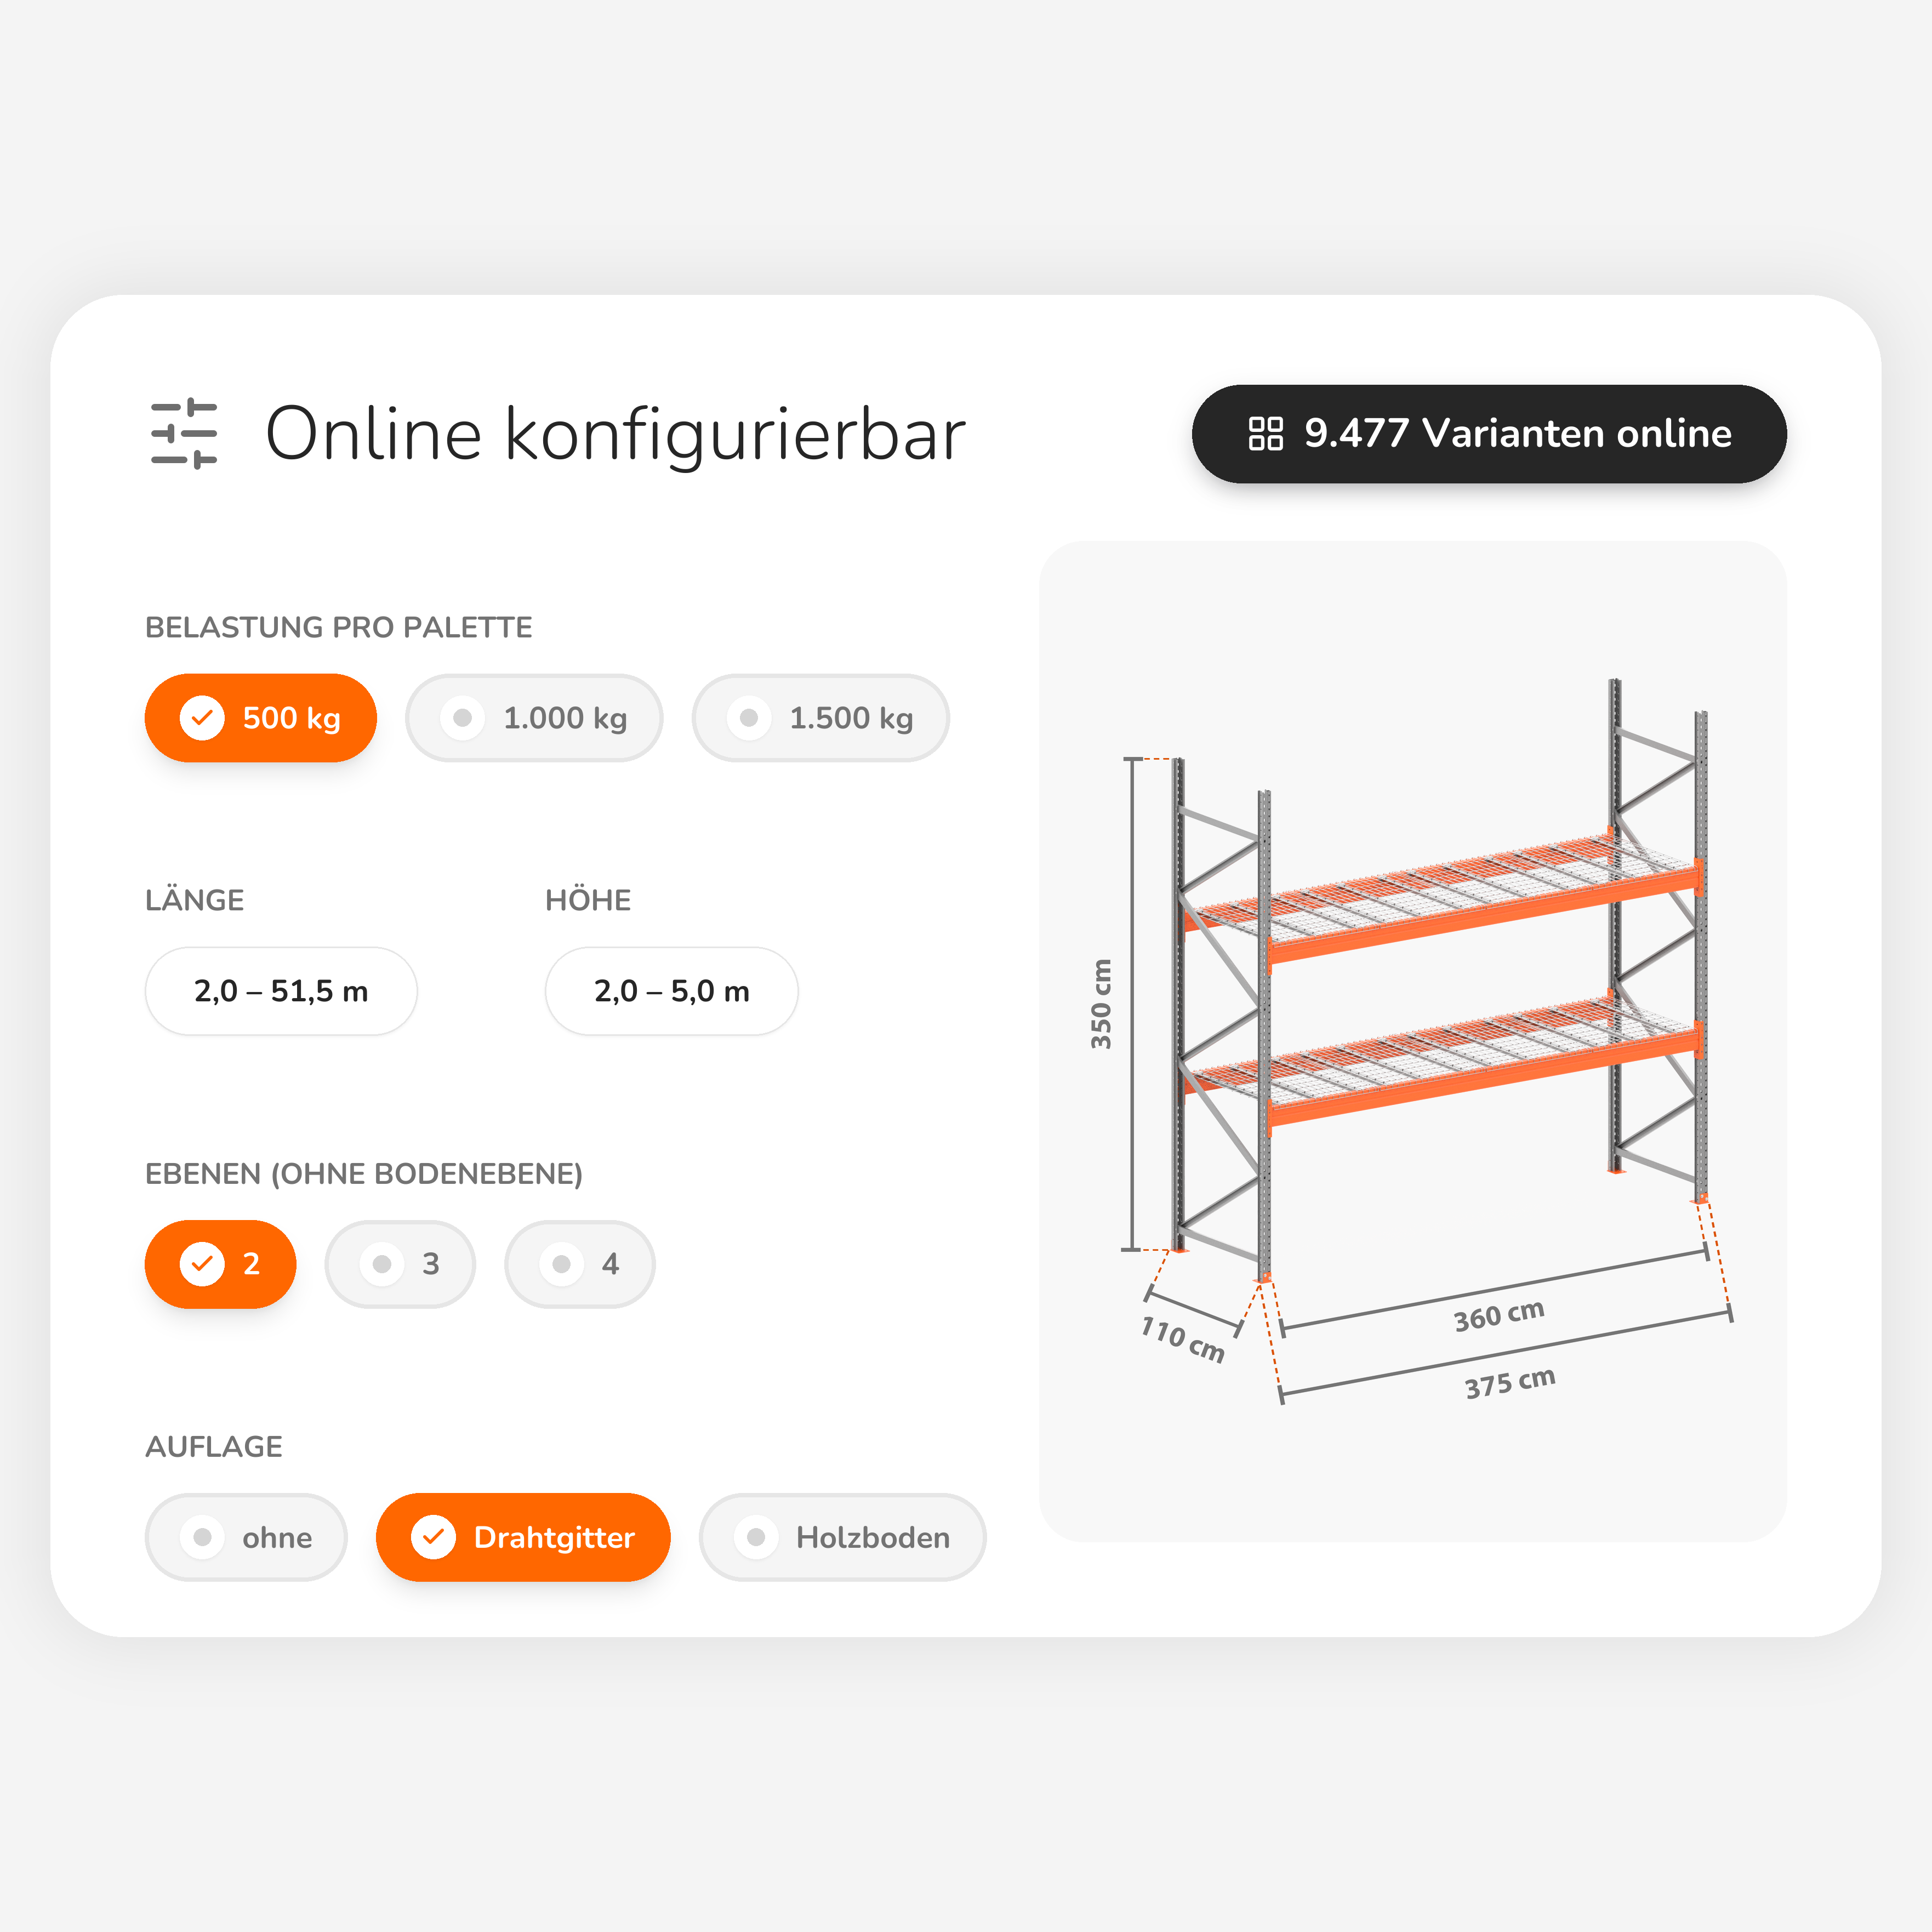 Online konfigurierbar
9.477 Varianten online
BELASTUNG PRO PALETTE
500 kg
1.000 kg
1.500 kg
LÄNGE
HÖHE
2,0 – 51,5 m
2,0 – 5,0 m
EBENEN (OHNE BODENEBENE)
2
3
4
AUFLAGE
ohne
Drahtgitter
Holzboden
350 cm
110 cm
360 cm
375 cm